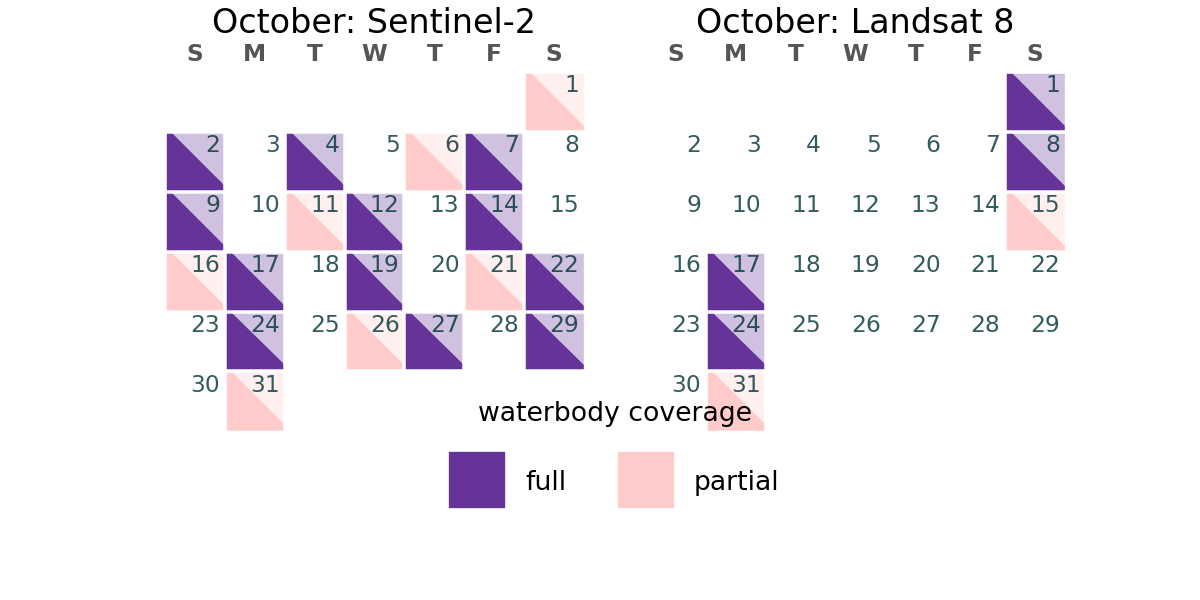 October: Sentinel-2
S M T W T F S
1
2 3 4 5 6 7 8
9 10 11 12 13 14 15
16 17 18 19 20 21 22
23 24 25 26 27 28 29
30 31
October: Landsat 8
S M T W T F S
1
2 3 4 5 6 7 8
9 10 11 12 13 14 15
16 17 18 19 20 21 22
23 24 25 26 27 28 29
30 31
waterbody coverage
full partial